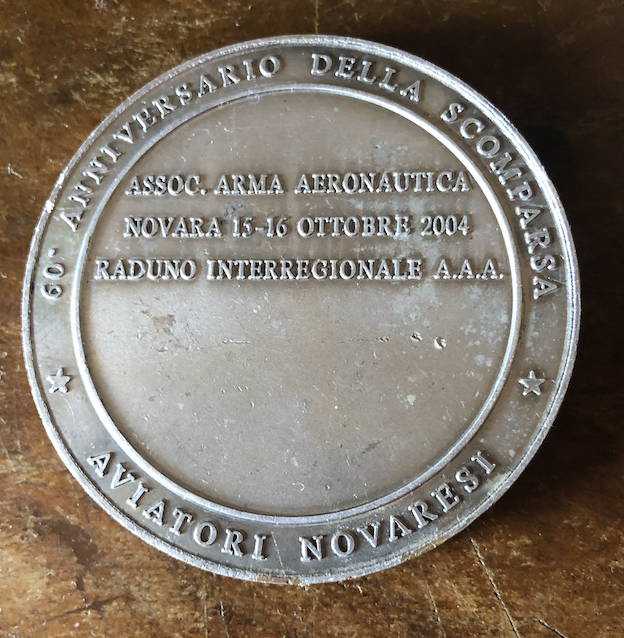 60° ANNIVERSARIO DELLA SCOMPARSA
ASSOC. ARMA AERONAUTICA
NOVARA 15-16 OTTOBRE 2004
RADUNO INTERREGIONALE A.A.A.
AVIATORI NOVARESI